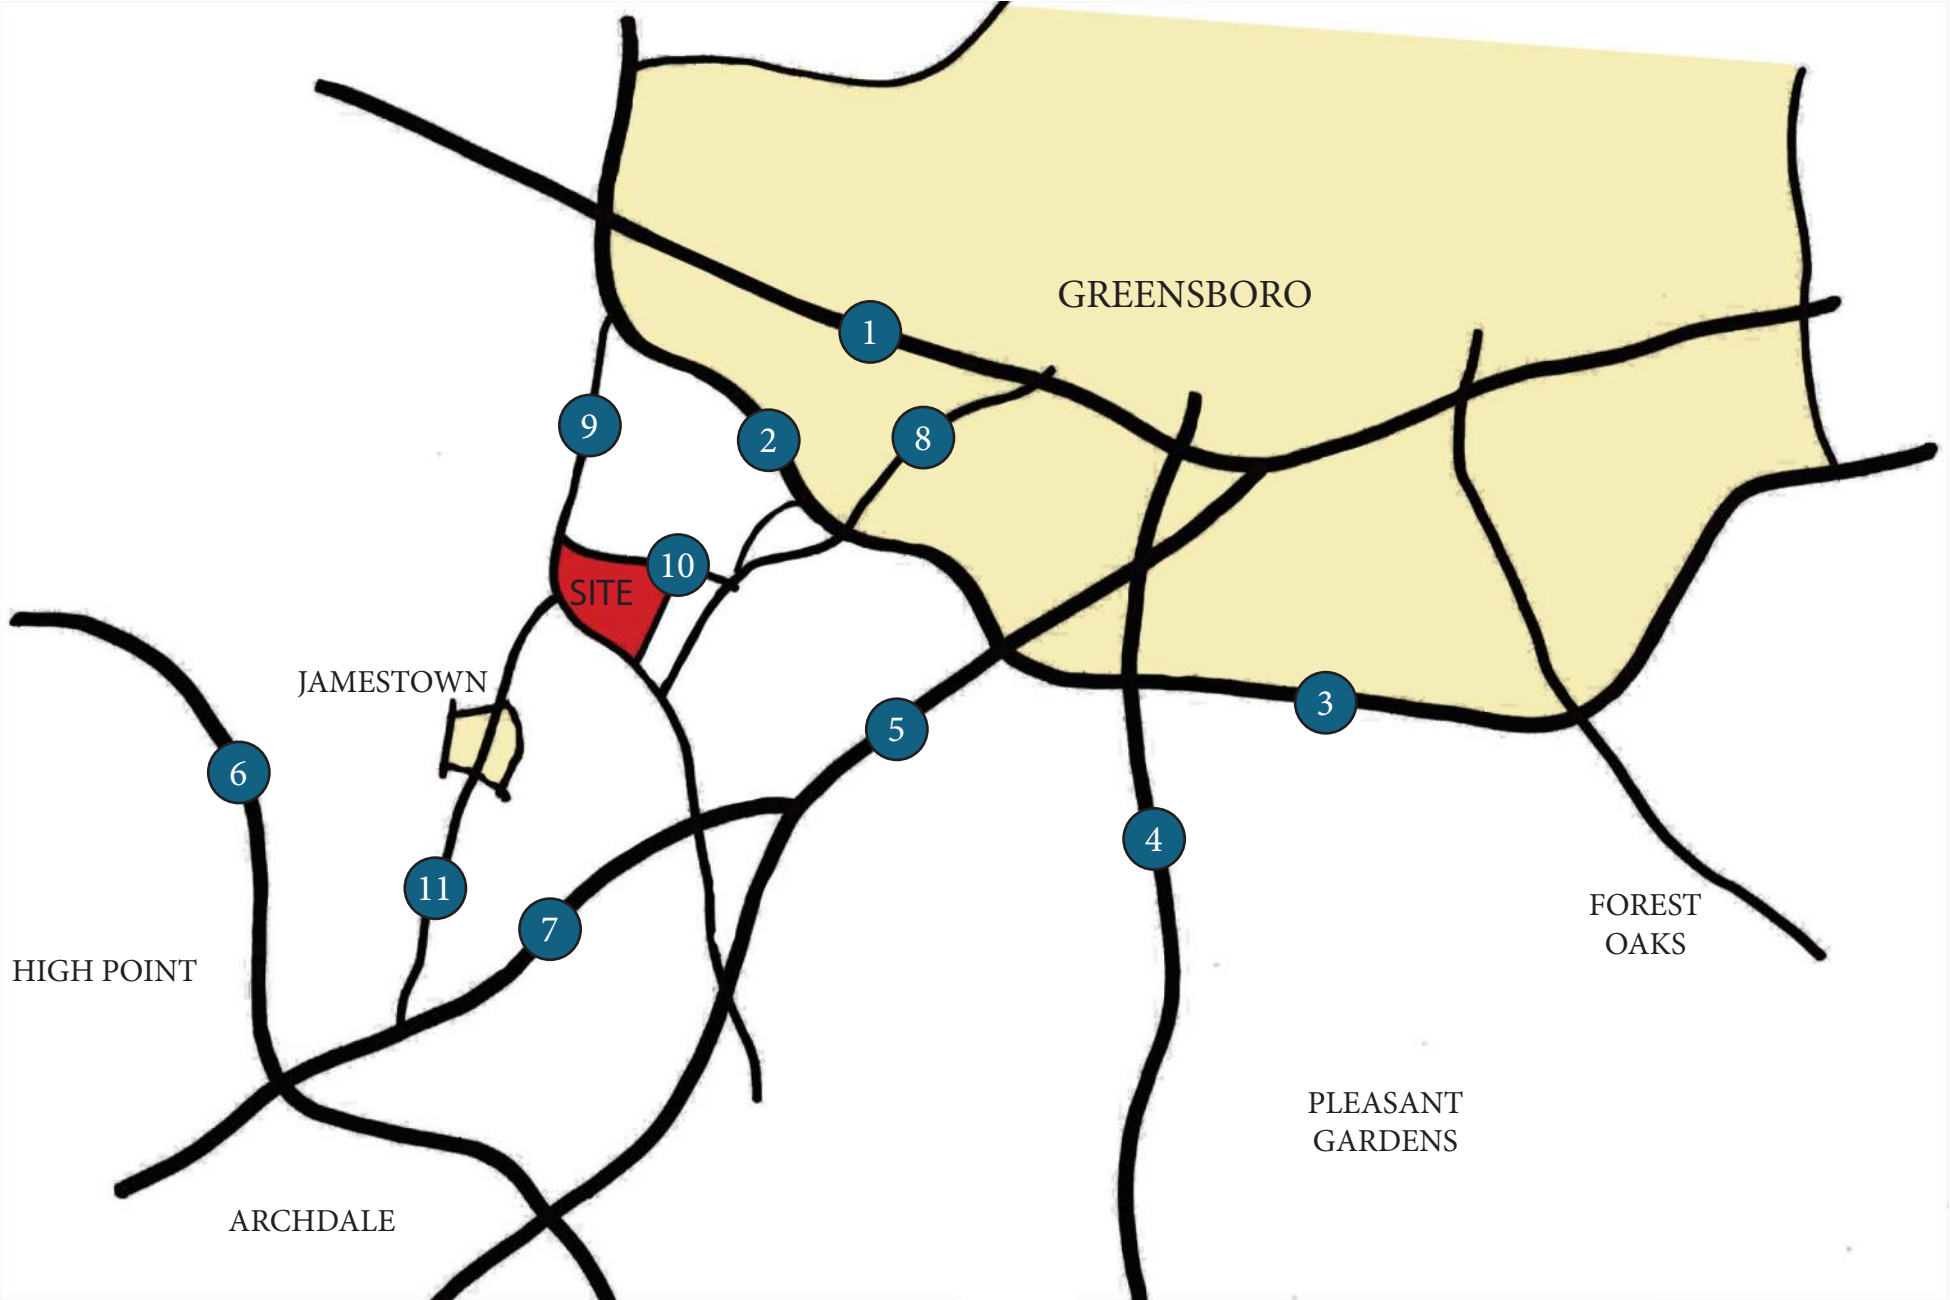 GREENSBORO
1
9
2
8
10
SITE
JAMESTOWN
3
5
6
4
11
7
FOREST
OAKS
HIGH POINT
PLEASANT
GARDENS
ARCHDALE